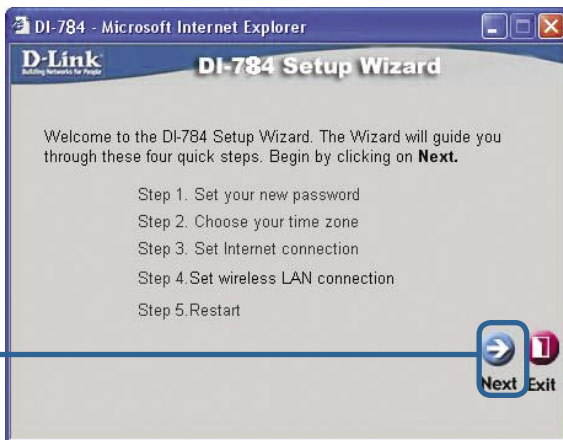 DI-784 - Microsoft Internet Explorer
D-Link
Building Networks for People
DI-784 Setup Wizard
Welcome to the DI-784 Setup Wizard. The Wizard will guide you
through these four quick steps. Begin by clicking on Next.
Step 1. Set your new password
Step 2. Choose your time zone
Step 3. Set Internet connection
Step 4.Set wireless LAN connection
Step 5.Restart
Next Exit